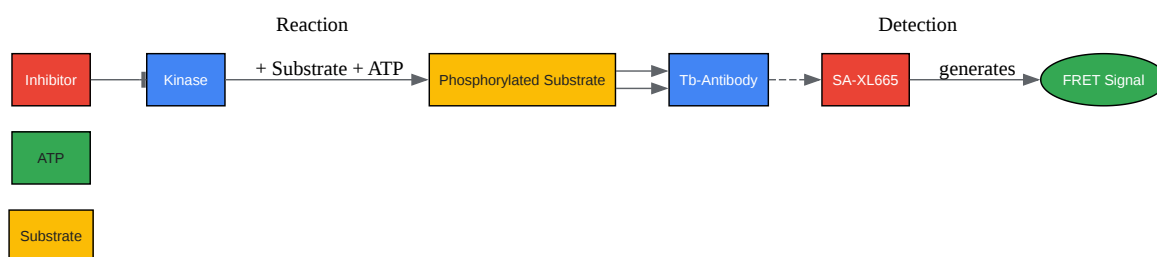 Reaction
Detection
Inhibitor
Kinase
+ Substrate + ATP
Phosphorylated Substrate
Tb-Antibody
SA-XL665
generates
FRET Signal
ATP
Substrate